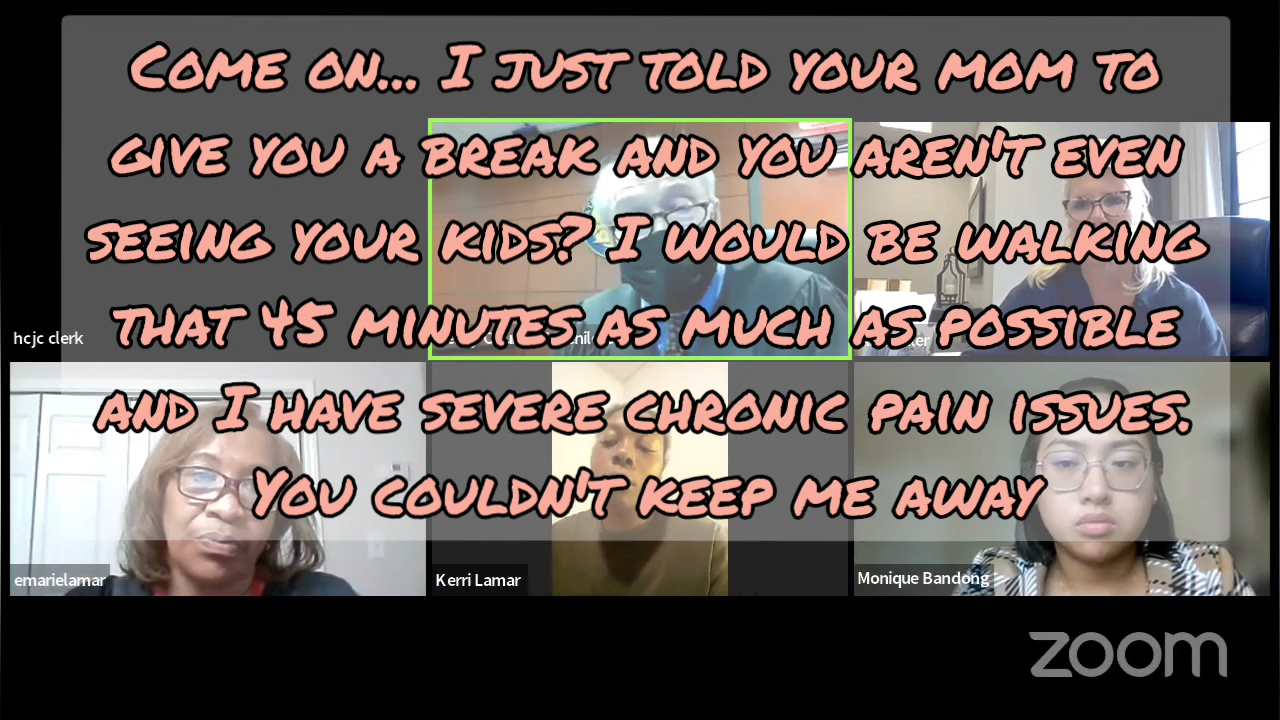 Come on... I just told your mom to
give you a break and you aren't even
seeing your kids? I would be walking
that 45 minutes as much as possible
and I have severe chronic pain issues.
You couldn't keep me away
hcjc clerk
emarielamar
Kerri Lamar
Monique Bandong
zoom